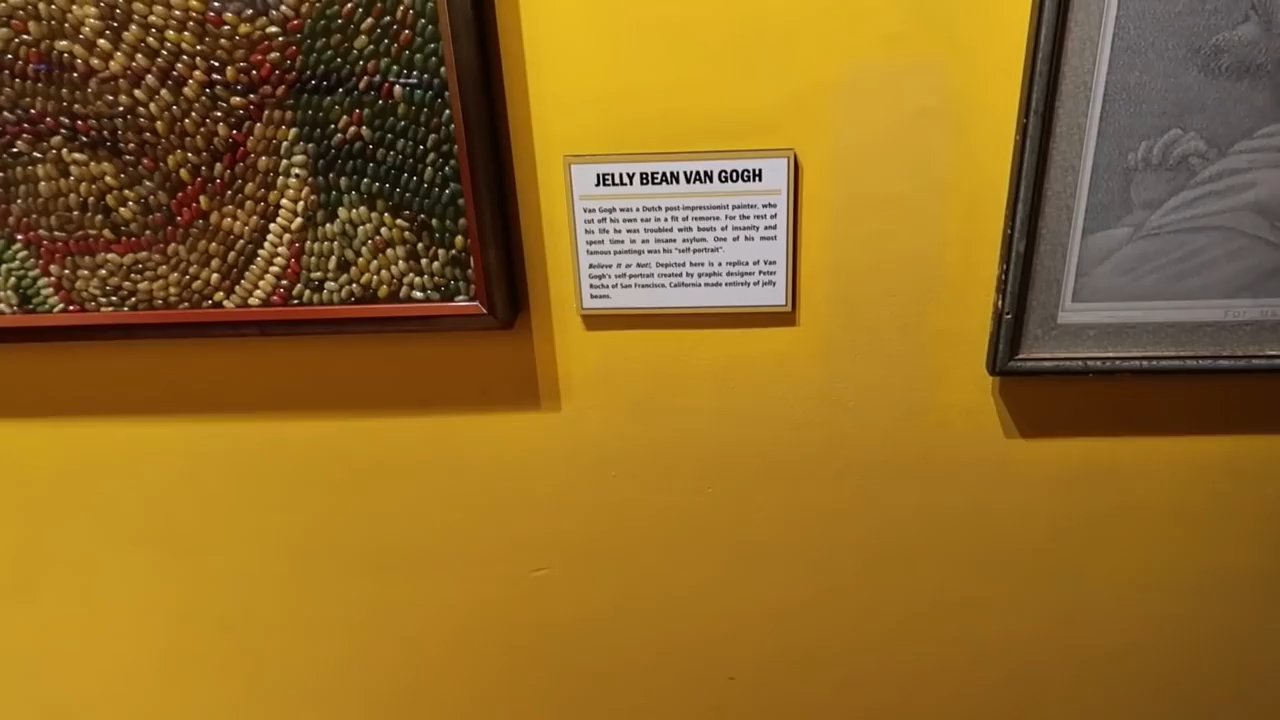 JELLY BEAN VAN GOGH
Van Gogh was a Dutch post-impressionist painter, who
cut off his own ear in a fit of remorse. For the rest of
his life he was troubled with bouts of insanity and
spent time in an insane asylum. One of his most
famous paintings was his "self-portrait".
Believe It or Not!, Depicted here is a replica of Van
Gogh's self-portrait created by graphic designer Peter
Rocha of San Francisco, California made entirely of jelly
beans.